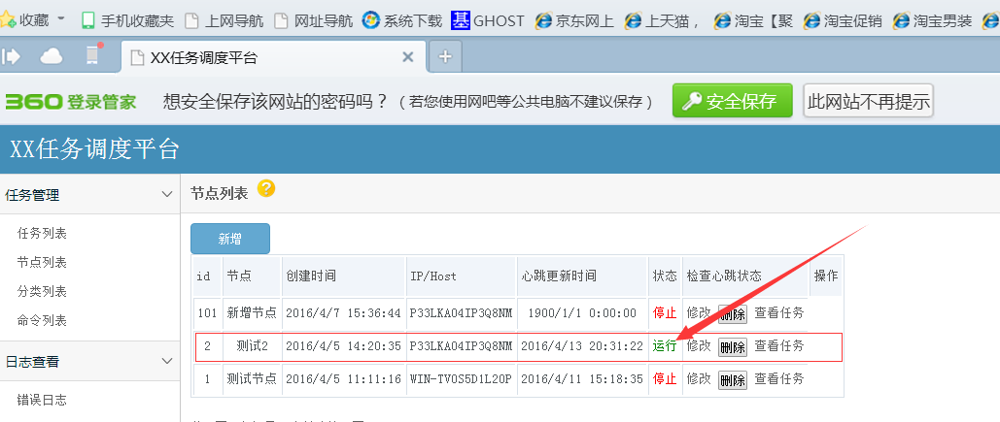 收藏 手机收藏夹 上网导航 网址导航 系统下载 基 GHOST 京东网上 上天猫， 淘宝【聚 淘宝促销 淘宝男装
XX任务调度平台
360 登录管家 想安全保存该网站的密码吗？（若您使用网吧等公共电脑不建议保存） 安全保存 此网站不再提示
XX任务调度平台
任务管理
任务列表
节点列表
分类列表
命令列表
日志查看
错误日志
节点列表 ?
新增
id 节点 创建时间 IP/Host 心跳更新时间 状态 检查心跳状态 操作
101 新增节点 2016/4/7 15:36:44 P33LKA04IP3Q8NM 1900/1/1 0:00:00 停止 修改 删除 查看任务
2 测试2 2016/4/5 14:20:35 P33LKA04IP3Q8NM 2016/4/13 20:31:22 运行 修改 删除 查看任务
1 测试节点 2016/4/5 11:11:16 WIN-TVOS5D1L2OP 2016/4/11 15:18:35 停止 修改 删除 查看任务